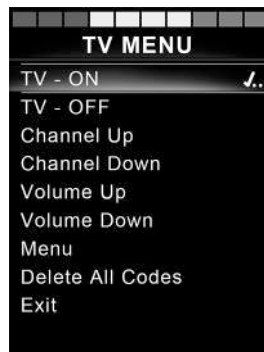 TV MENU
TV - ON
TV - OFF
Channel Up
Channel Down
Volume Up
Volume Down
Menu
Delete All Codes
Exit